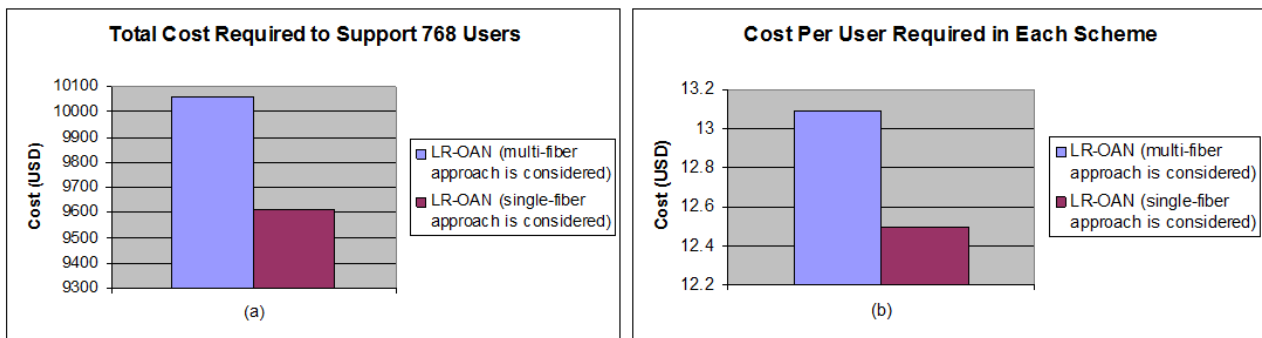 Total Cost Required to Support 768 Users
Cost (USD)
10100
10000
9900
9800
9700
9600
9500
9400
9300
LR-OAN (multi-fiber
approach is considered)
LR-OAN (single-fiber
approach is considered)
(a)
Cost Per User Required in Each Scheme
Cost (USD)
13.2
13
12.8
12.6
12.4
12.2
LR-OAN (multi-fiber
approach is considered)
LR-OAN (single-fiber
approach is considered)
(b)